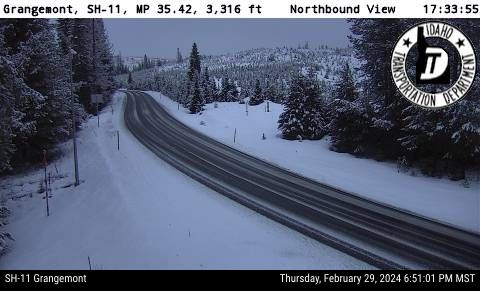 Grangemont, SH-11, MP 35.42, 3,316 ft Northbound View 17:33:55
IDAHO
TRANSPORTATION DEPARTMENT
SH-11 Grangemont Thursday, February 29, 2024 6:51:01 PM MST